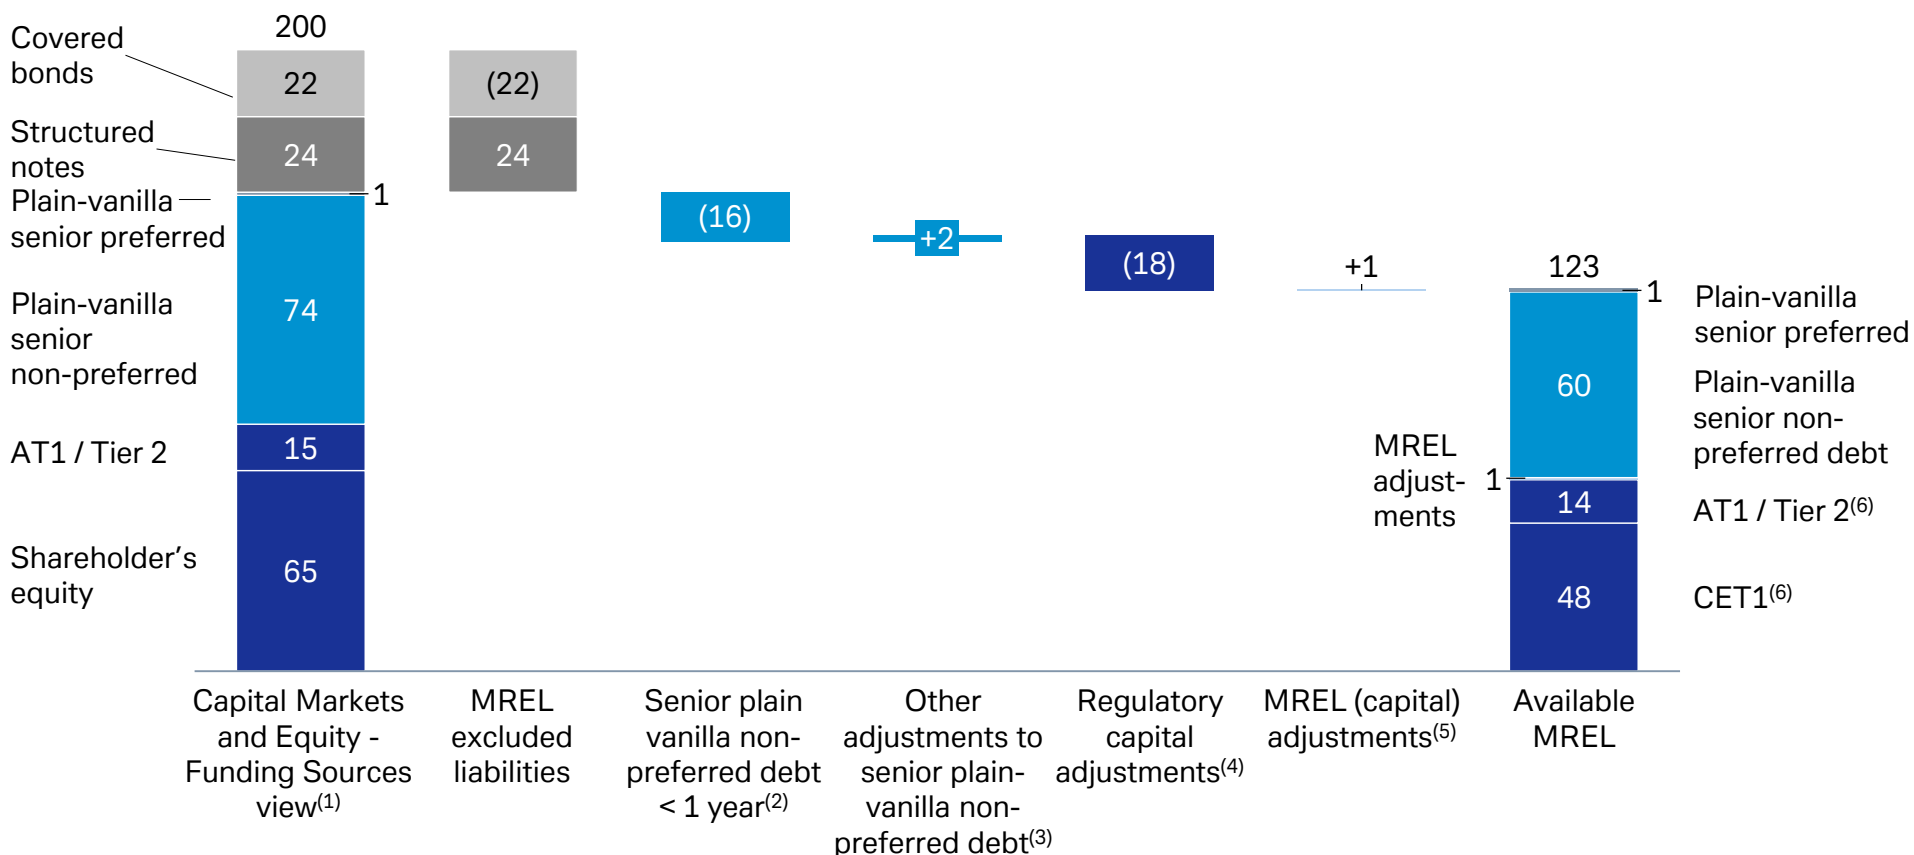 Covered
bonds
Structured
notes
Plain-vanilla
senior preferred
Plain-vanilla
senior
non-preferred
AT1 / Tier 2
Shareholder’s
equity
200
22
24
1
74
15
65
(22)
24
(16)
+2
(18)
+1
123
1
60
1
14
48
MREL
adjust-
ments
Plain-vanilla
senior preferred
Plain-vanilla
senior non-
preferred debt
AT1 / Tier 2(6)
CET1(6)
Capital Markets
and Equity -
Funding Sources
view(1)
MREL
excluded
liabilities
Senior plain
vanilla non-
preferred debt
< 1 year(2)
Other
adjustments to
senior plain-
vanilla non-
preferred debt(3)
Regulatory
capital
adjustments(4)
MREL (capital)
adjustments(5)
Available
MREL